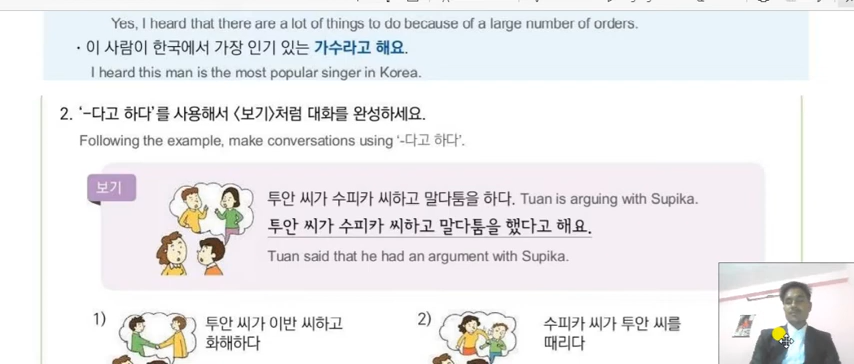 Yes, I heard that there are a lot of things to do because of a large number of orders.
· 이 사람이 한국에서 가장 인기 있는 가수라고 해요.
I heard this man is the most popular singer in Korea.
2. ‘-다고 하다’를 사용해서 〈보기〉처럼 대화를 완성하세요.
Following the example, make conversations using ‘-다고 하다’.
보기
투안 씨가 수피카 씨하고 말다툼을 하다. Tuan is arguing with Supika.
투안 씨가 수피카 씨하고 말다툼을 했다고 해요.
Tuan said that he had an argument with Supika.
1) 투안 씨가 이반 씨하고
화해하다
2) 수피카 씨가 투안 씨를
때리다